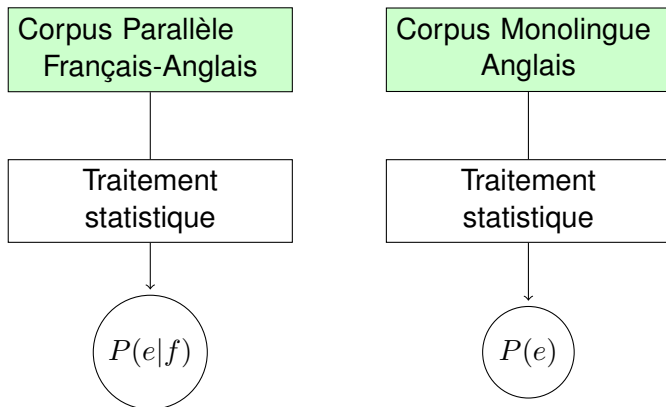 Corpus Parallèle
Français-Anglais
Traitement
statistique
P(e|f)
Corpus Monolingue
Anglais
Traitement
statistique
P(e)